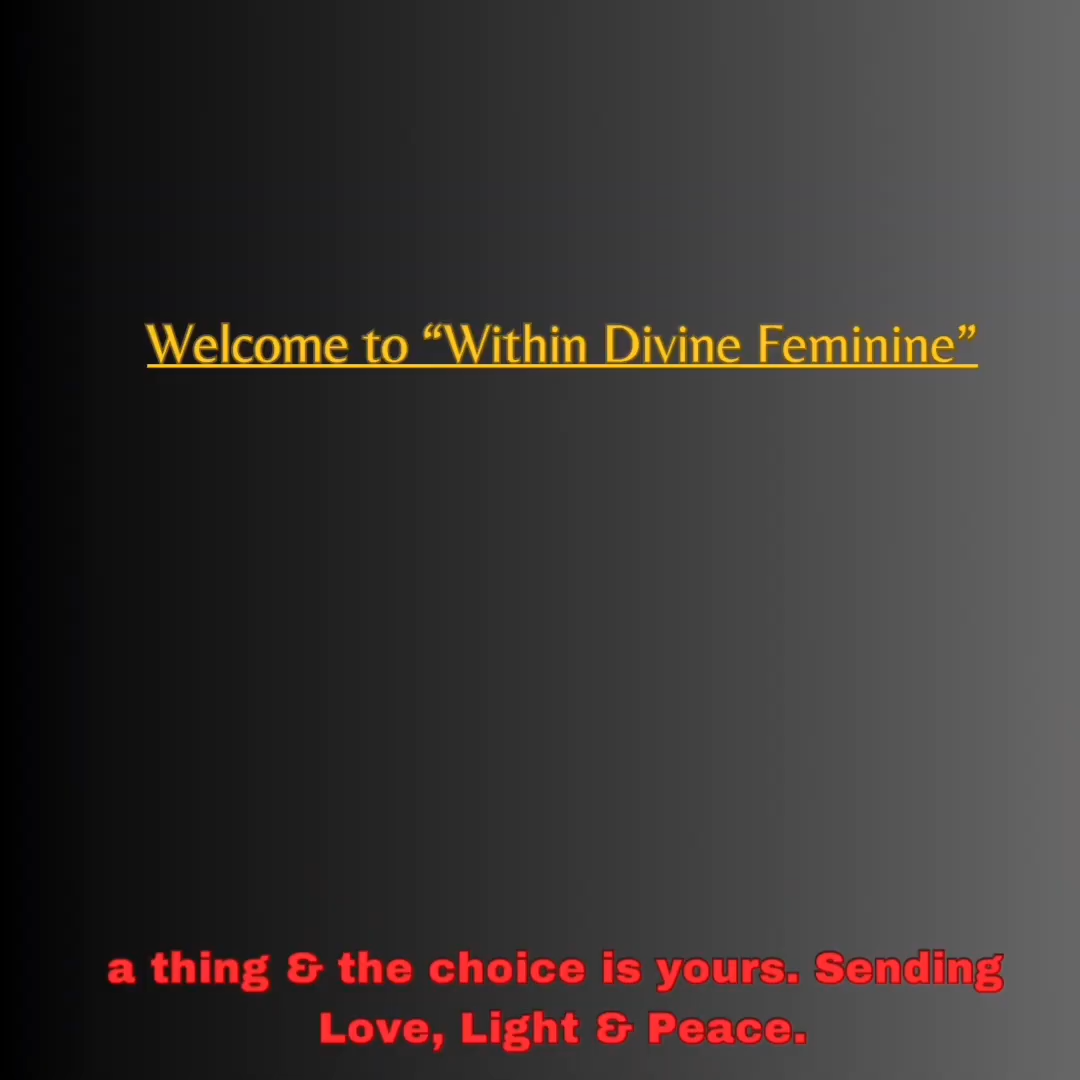 Welcome to “Within Divine Feminine”
a thing & the choice is yours. Sending
Love, Light & Peace.